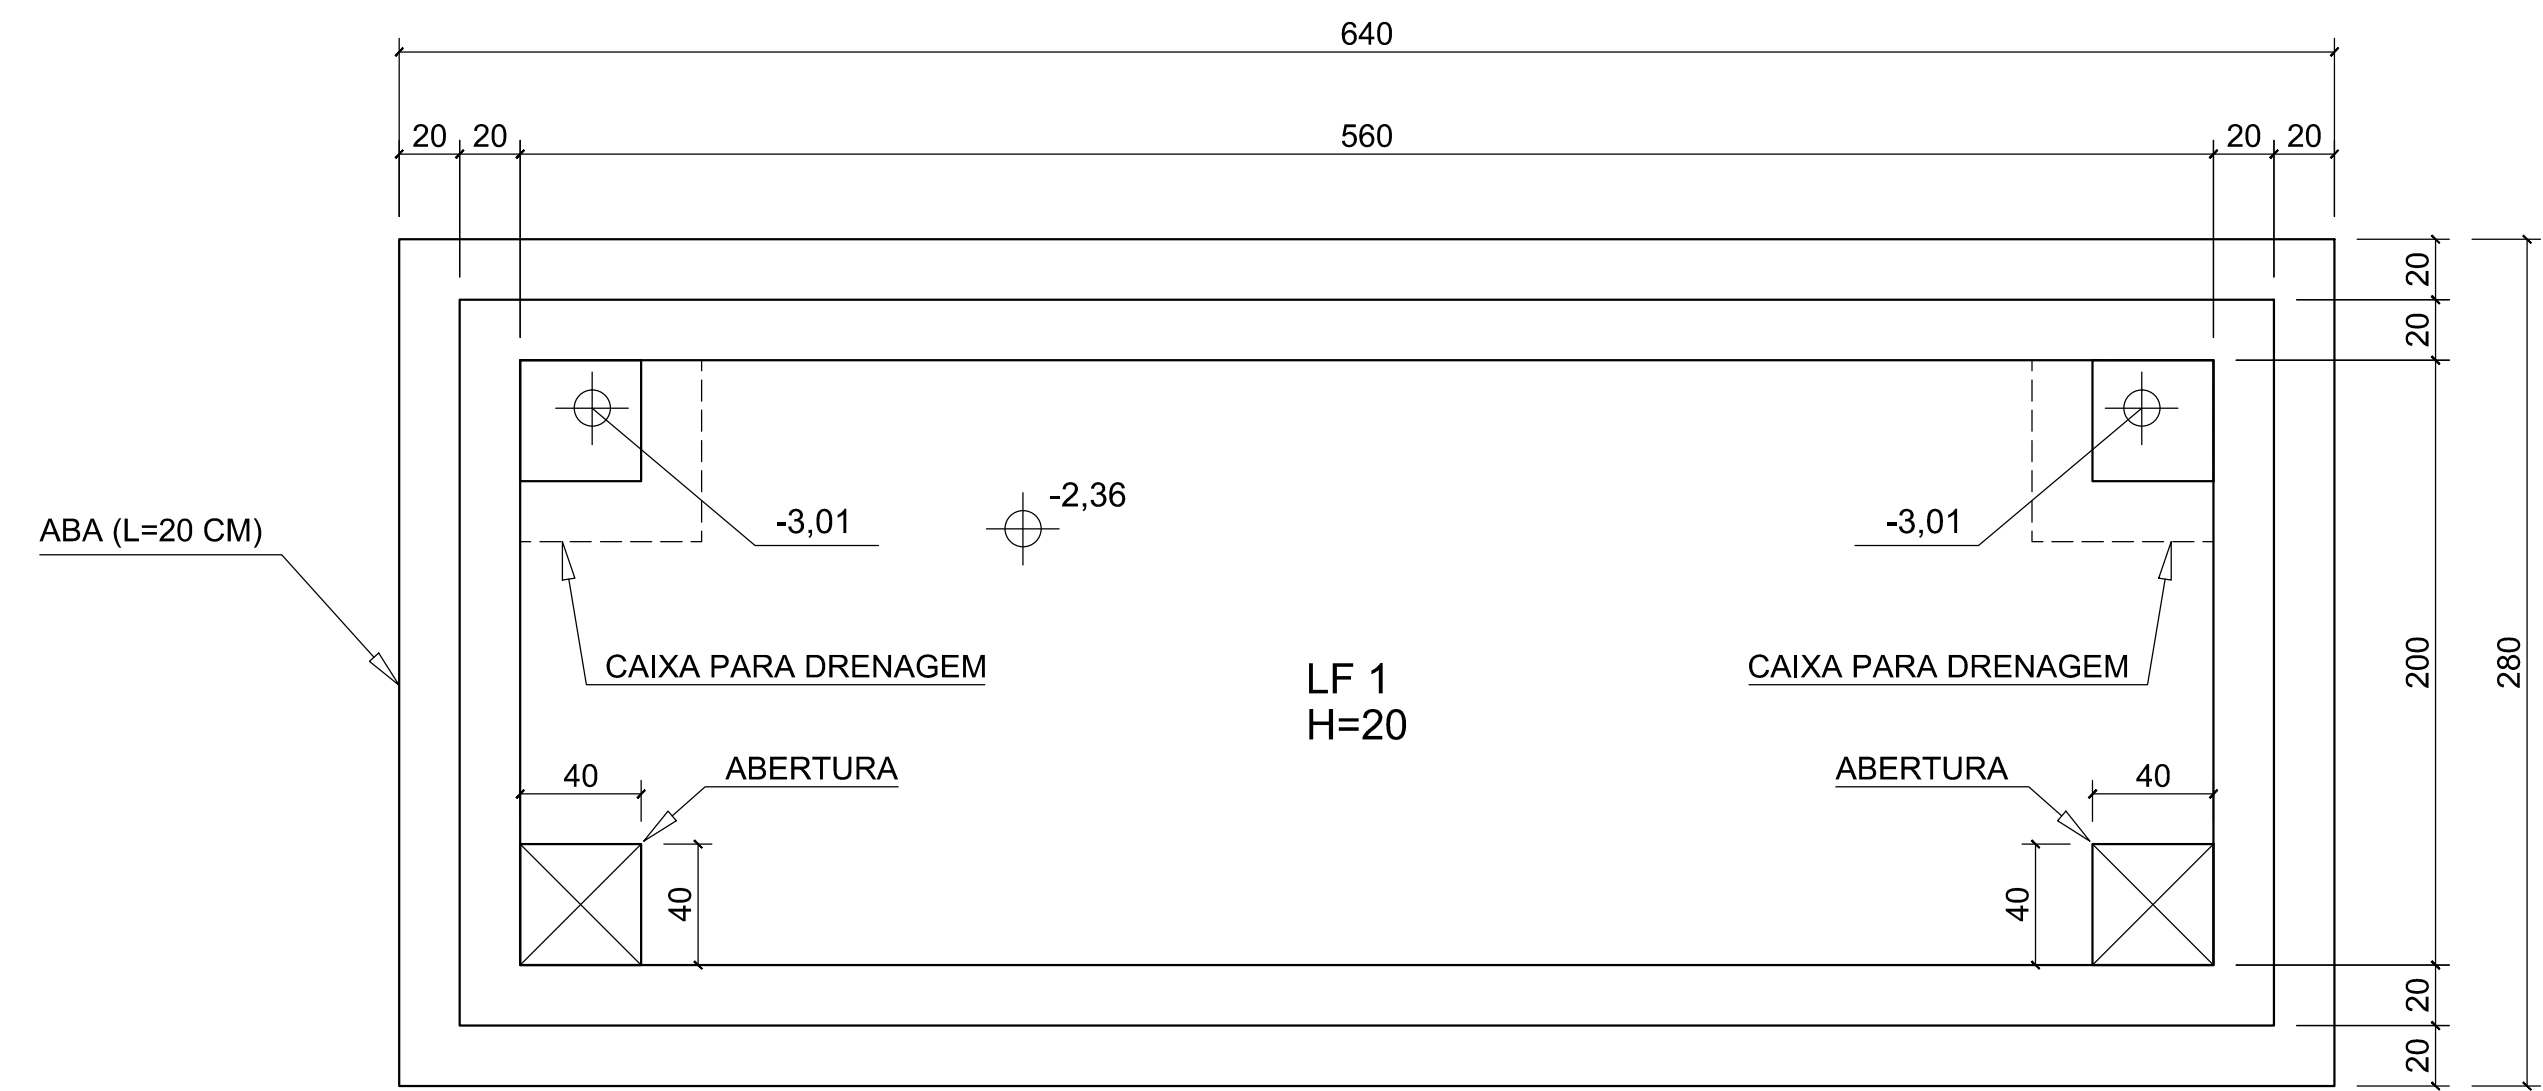 640
20 20 560 20 20
20
20
-2,36
-3,01 -3,01
ABA (L=20 CM)
CAIXA PARA DRENAGEM CAIXA PARA DRENAGEM
LF 1
H=20
200
280
ABERTURA ABERTURA
40 40
40 40
20
20